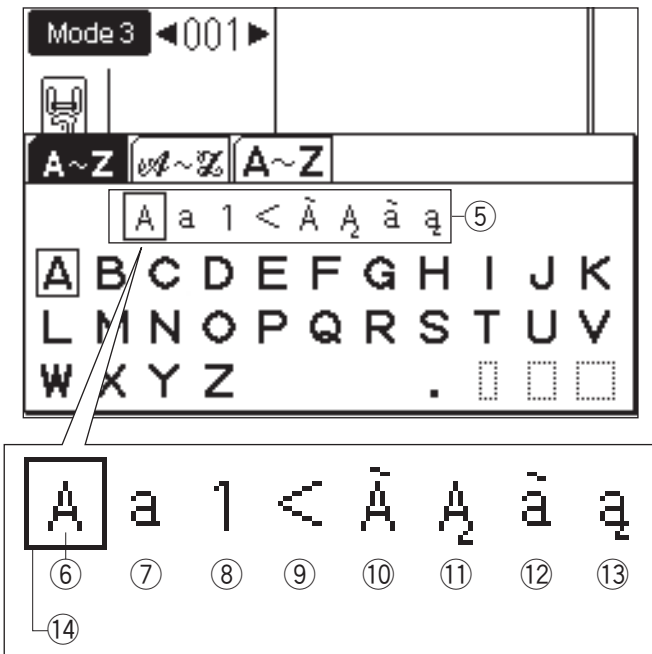 Mode 3 ◀001▶
A~Z 𝒜~𝒵 A~Z
A a 1 < Ã Ą ã ą ⑤
A B C D E F G H I J K
L M N O P Q R S T U V
W X Y Z .
A a 1 < Ã Ą ã ą
⑥ ⑦ ⑧ ⑨ ⑩ ⑪ ⑫ ⑬
⑭